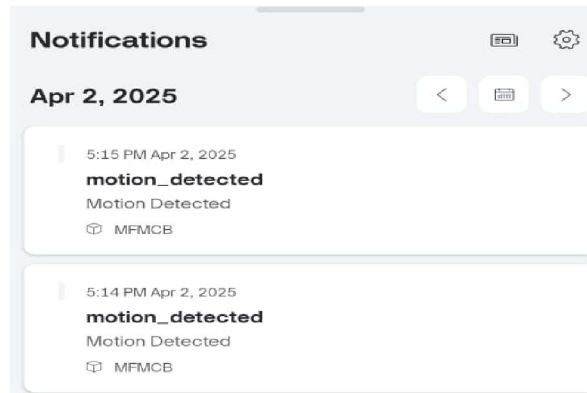 Notifications
Apr 2, 2025
5:15 PM Apr 2, 2025
motion_detected
Motion Detected
MFMCB
5:14 PM Apr 2, 2025
motion_detected
Motion Detected
MFMCB